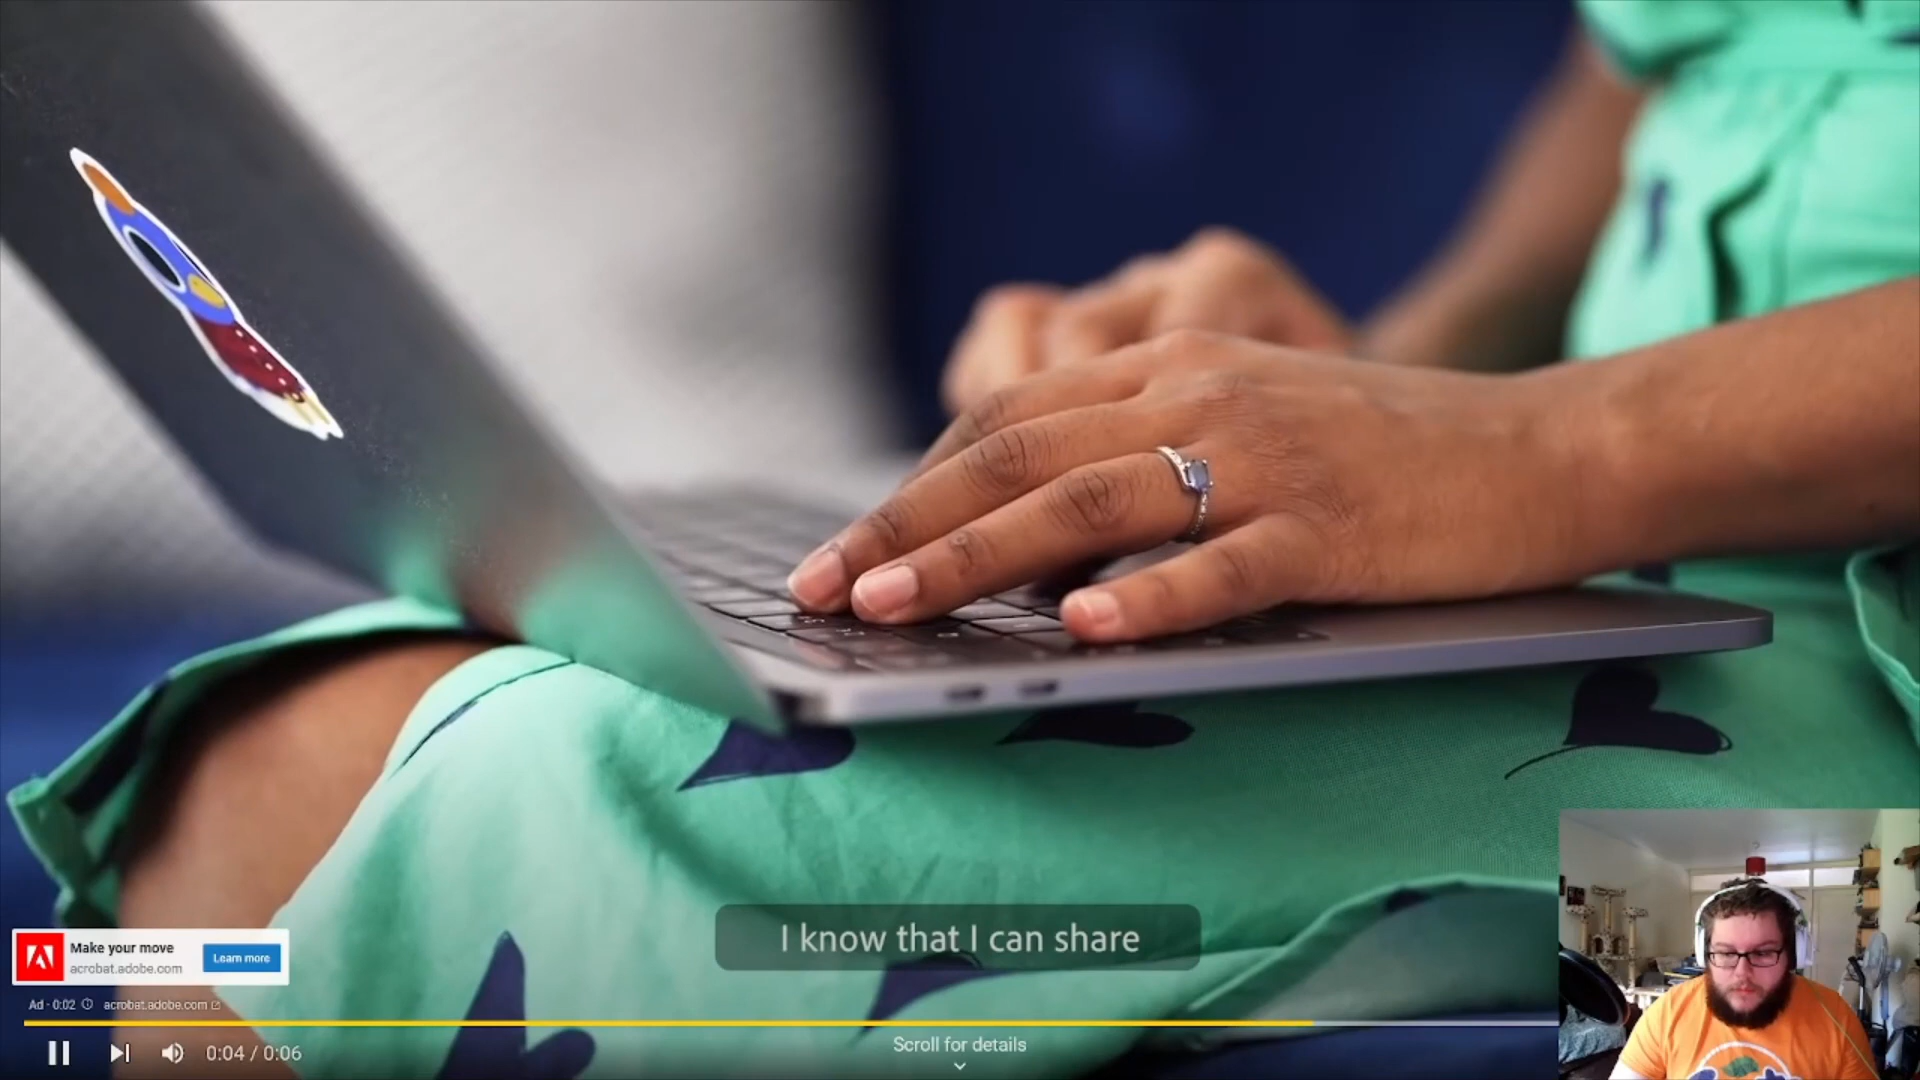 I know that I can share
Make your move
acrobat.adobe.com
Learn more
Ad - 0:02 acrobat.adobe.com
0:04 / 0:06
Scroll for details